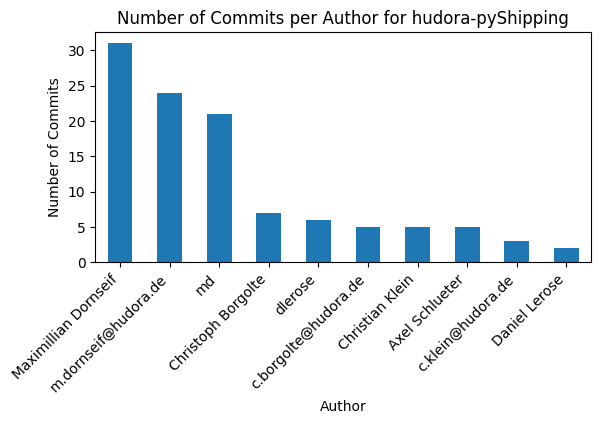 Number of Commits per Author for hudora-pyShipping
Number of Commits
30
25
20
15
10
5
0
Maximillian Dornseif
m.dornseif@hudora.de
md
Christoph Borgolte
dlerose
c.borgolte@hudora.de
Christian Klein
Axel Schlueter
c.klein@hudora.de
Daniel Lerose
Author